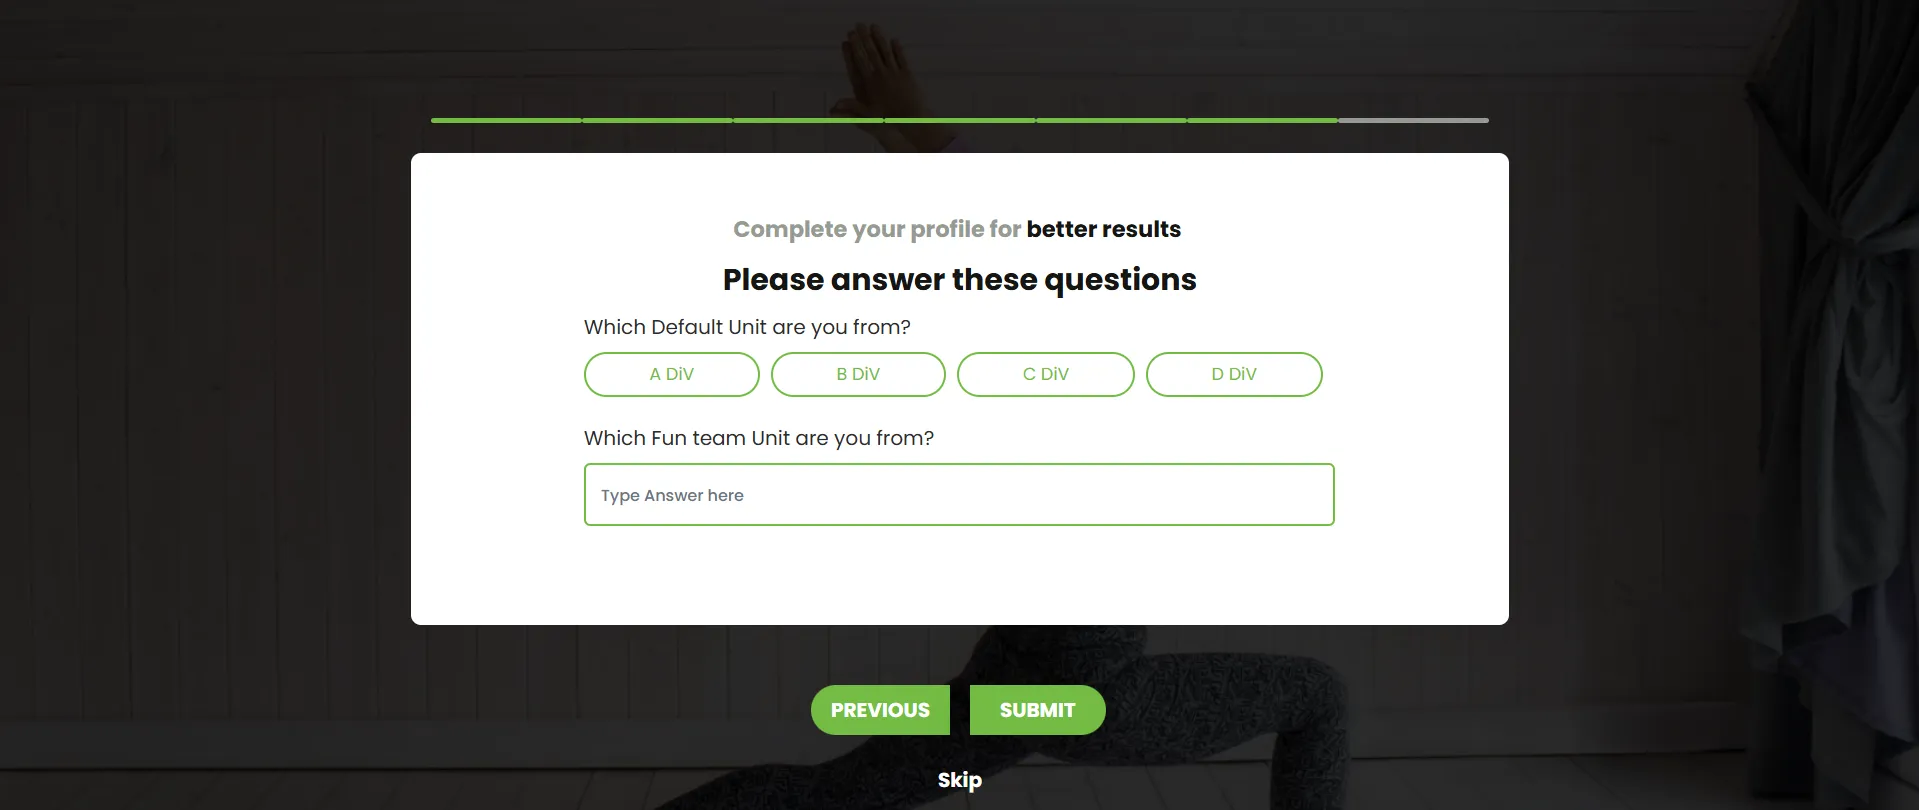 Complete your profile for better results
Please answer these questions
Which Default Unit are you from?
A DiV B DiV C DiV D DiV
Which Fun team Unit are you from?
Type Answer here
PREVIOUS SUBMIT
Skip